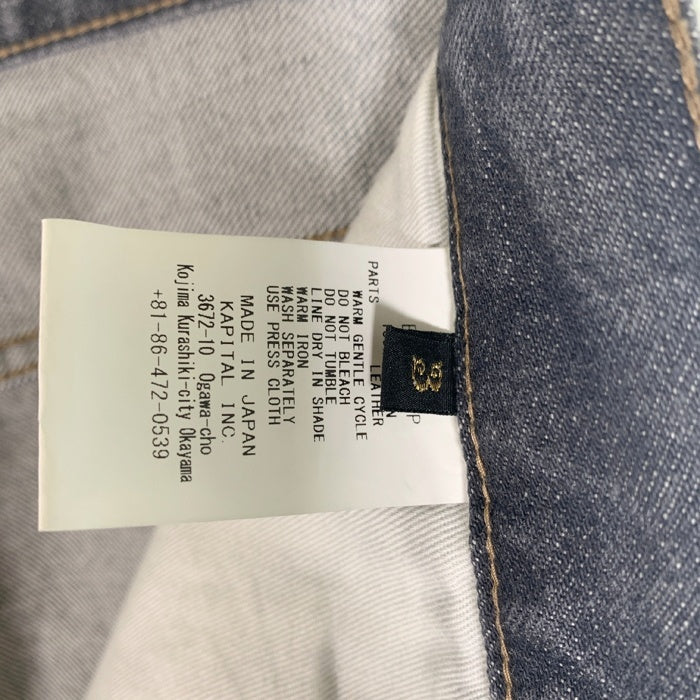 3
PARTS LEATHER
WARM GENTLE CYCLE
DO NOT BLEACH
DO NOT TUMBLE
LINE DRY IN SHADE
WARM IRON
WASH SEPARATELY
USE PRESS CLOTH
MADE IN JAPAN
KAPITAL INC.
3672-10 Ogawa-cho
Kojima Kurashiki-city Okayama
+81-86-472-0539